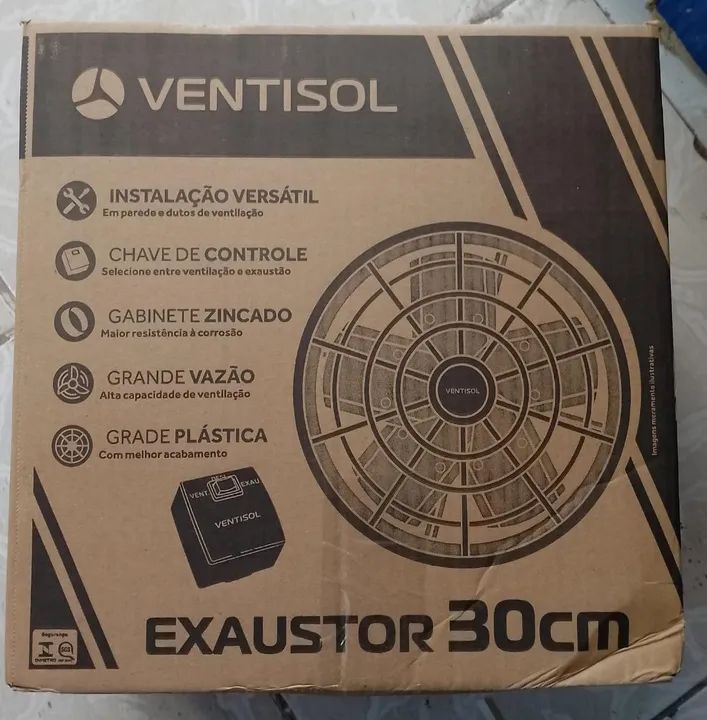 VENTISOL
INSTALAÇÃO VERSÁTIL
Em parede e dutos de ventilação
CHAVE DE CONTROLE
Selecione entre ventilação e exaustão
GABINETE ZINCADO
Maior resistência à corrosão
GRANDE VAZÃO
Alta capacidade de ventilação
GRADE PLÁSTICA
Com melhor acabamento
VENTISOL
Imagens meramente ilustrativas
VENT. EXAU
VENTISOL
Segurança
INMETRO
EXAUSTOR 30cm